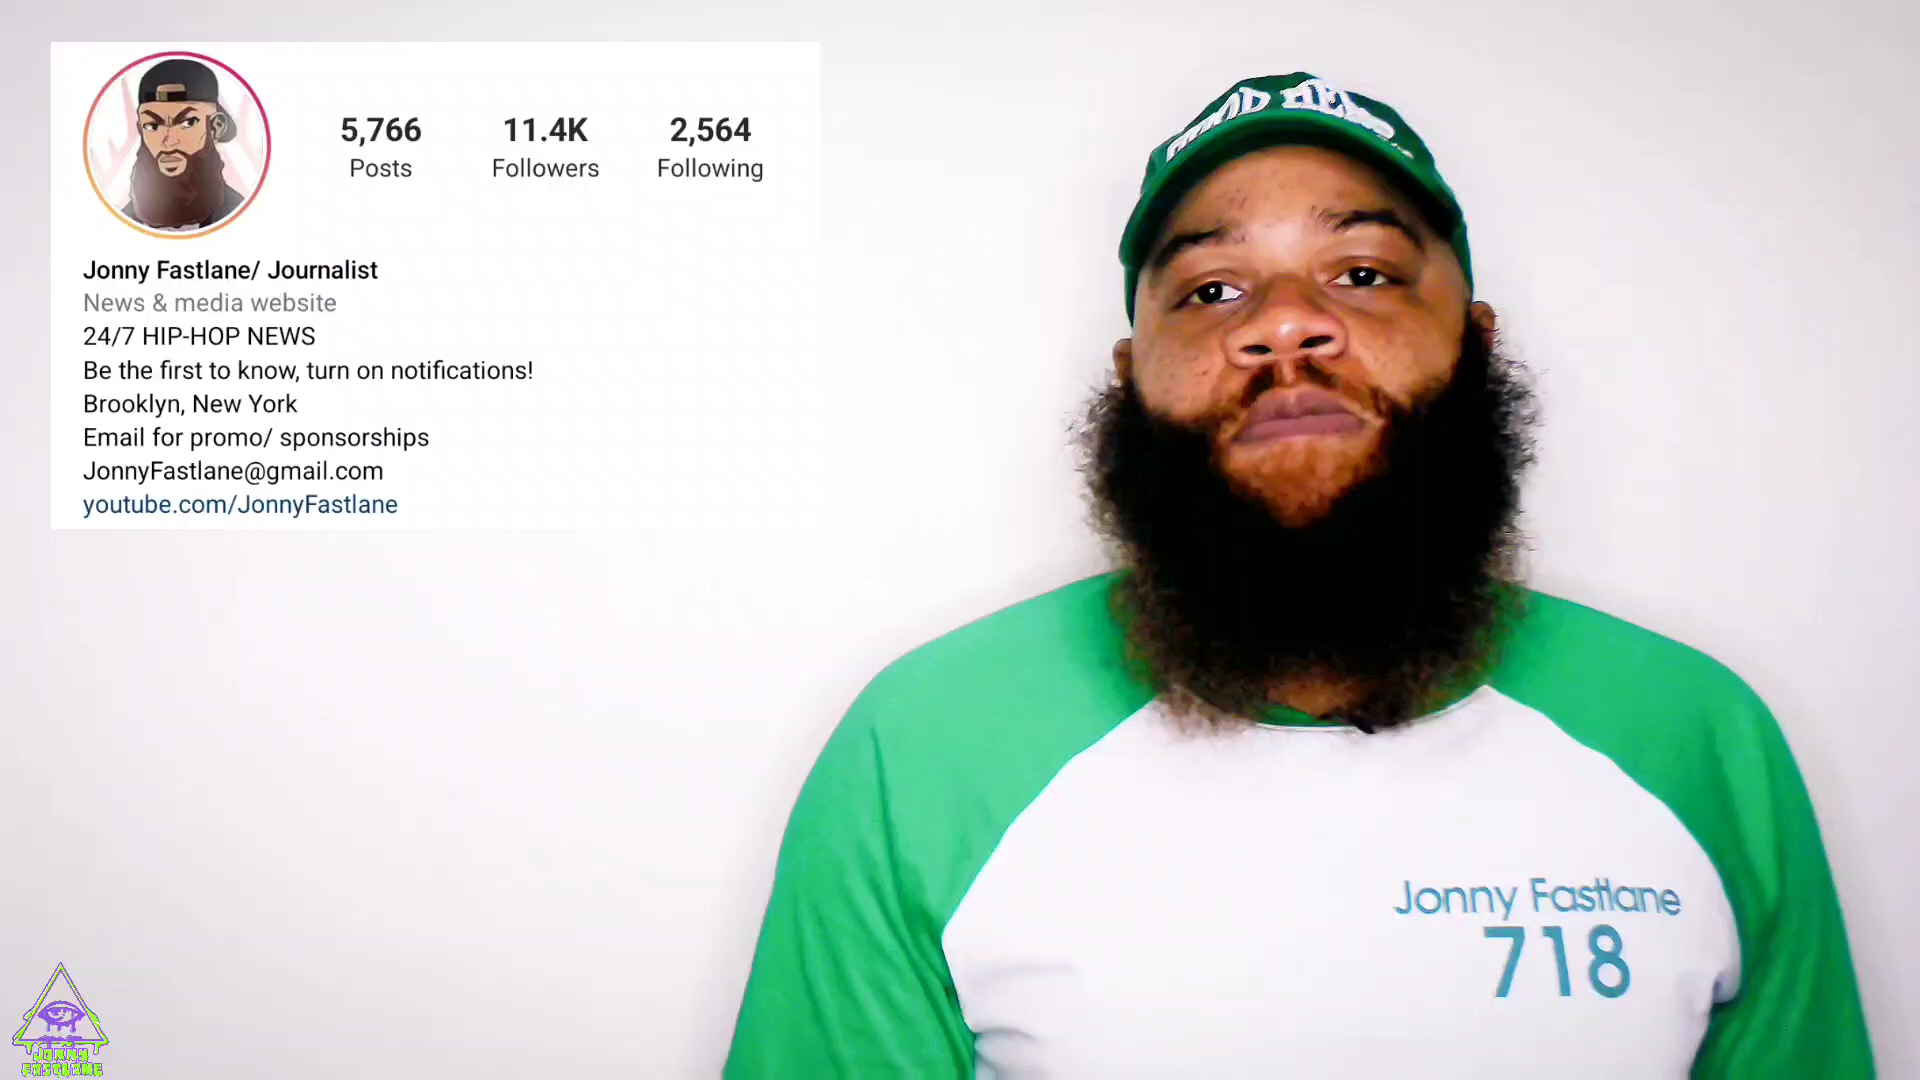 5,766
Posts
11.4K
Followers
2,564
Following
Jonny Fastlane/ Journalist
News & media website
24/7 HIP-HOP NEWS
Be the first to know, turn on notifications!
Brooklyn, New York
Email for promo/ sponsorships
JonnyFastlane@gmail.com
youtube.com/JonnyFastlane
Jonny Fastlane
718
JONNY
FASTLANE